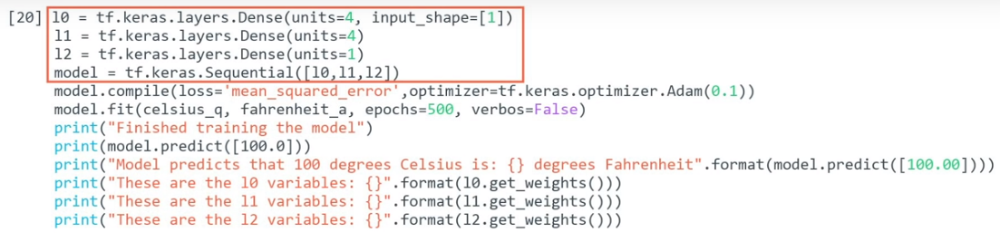 [20] l0 = tf.keras.layers.Dense(units=4, input_shape=[1])
l1 = tf.keras.layers.Dense(units=4)
l2 = tf.keras.layers.Dense(units=1)
model = tf.keras.Sequential([l0,l1,l2])
model.compile(loss='mean_squared_error',optimizer=tf.keras.optimizer.Adam(0.1))
model.fit(celsius_q, fahrenheit_a, epochs=500, verbos=False)
print("Finished training the model")
print(model.predict([100.0]))
print("Model predicts that 100 degrees Celsius is: {} degrees Fahrenheit".format(model.predict([100.00])))
print("These are the l0 variables: {}".format(l0.get_weights()))
print("These are the l1 variables: {}".format(l1.get_weights()))
print("These are the l2 variables: {}".format(l2.get_weights()))